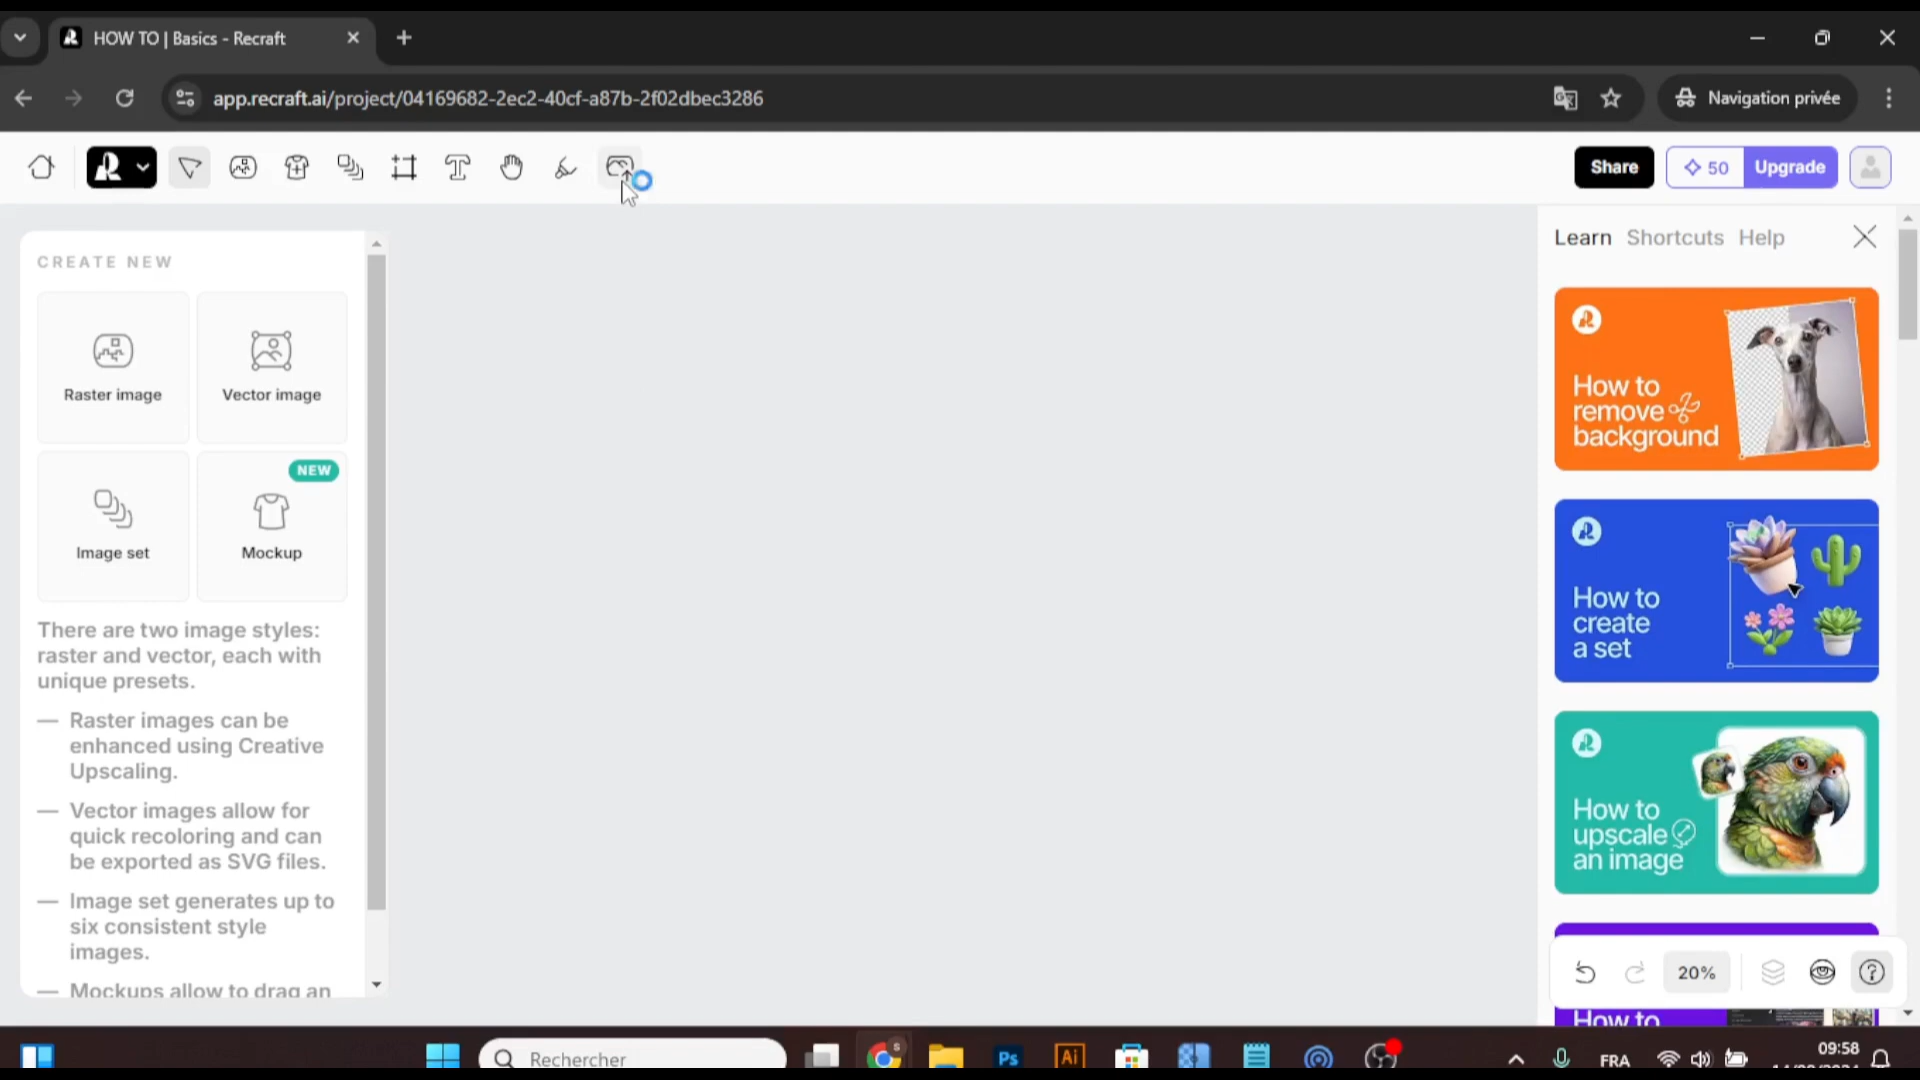 HOW TO | Basics - Recraft
app.recraft.ai/project/04169682-2ec2-40cf-a87b-2f02dbec3286
Navigation privée
Share
50
Upgrade
CREATE NEW
Raster image
Vector image
NEW
Image set
Mockup
There are two image styles:
raster and vector, each with
unique presets.
— Raster images can be
enhanced using Creative
Upscaling.
— Vector images allow for
quick recoloring and can
be exported as SVG files.
— Image set generates up to
six consistent style
images.
— Mockups allow to drag an
Learn Shortcuts Help
How to
remove
background
How to
create
a set
How to
upscale
an image
How to
20%
Rechercher
Ps
Ai
FRA
09:58